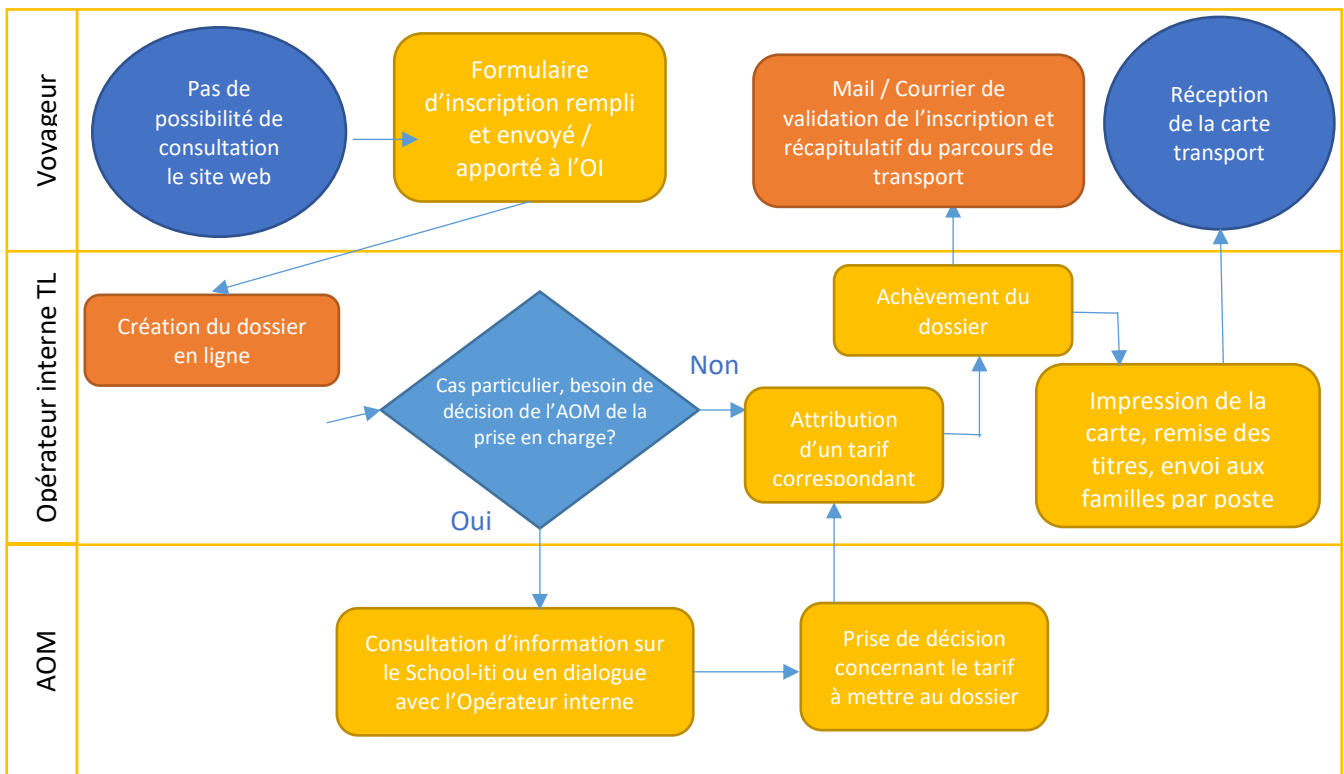 Voyageur
Pas de
possibilité de
consultation
le site web
Formulaire
d’inscription rempli
et envoyé /
apporté à l’OI
Mail / Courrier de
validation de l’inscription et
récapitulatif du parcours de
transport
Réception
de la carte
transport
Opérateur interne TL
Création du dossier
en ligne
Cas particulier, besoin de
décision de l’AOM de la
prise en charge?
Non
Oui
Attribution
d’un tarif
correspondant
Achèvement du
dossier
Impression de la
carte, remise des
titres, envoi aux
familles par poste
AOM
Consultation d’information sur
le School-iti ou en dialogue
avec l’Opérateur interne
Prise de décision
concernant le tarif
à mettre au dossier